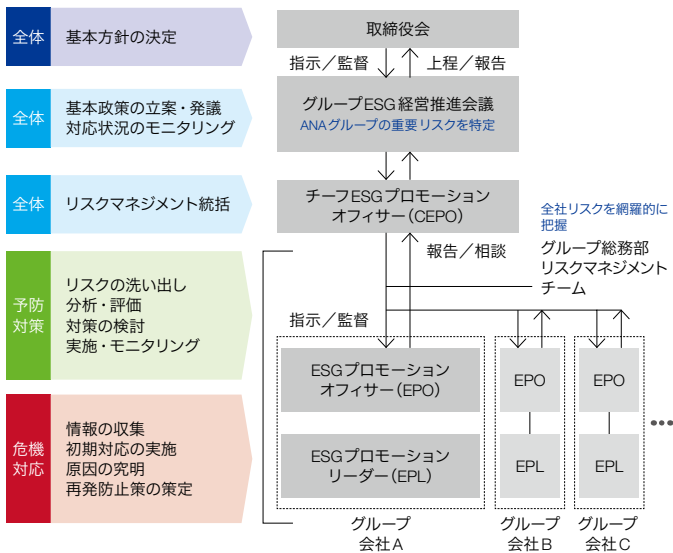 全体
基本方針の決定
取締役会
指示／監督
上程／報告
全体
基本政策の立案・発議
対応状況のモニタリング
グループESG経営推進会議
ANAグループの重要リスクを特定
全体
リスクマネジメント統括
チーフESGプロモーション
オフィサー（CEPO）
全社リスクを網羅的に
把握
報告／相談
グループ総務部
リスクマネジメント
チーム
予防
対策
リスクの洗い出し
分析・評価
対策の検討
実施・モニタリング
指示／監督
ESGプロモーション
オフィサー（EPO）
EPO
EPO
危機
対応
情報の収集
初期対応の実施
原因の究明
再発防止策の策定
ESGプロモーション
リーダー（EPL）
EPL
EPL
•••
グループ
会社A
グループ
会社B
グループ
会社C